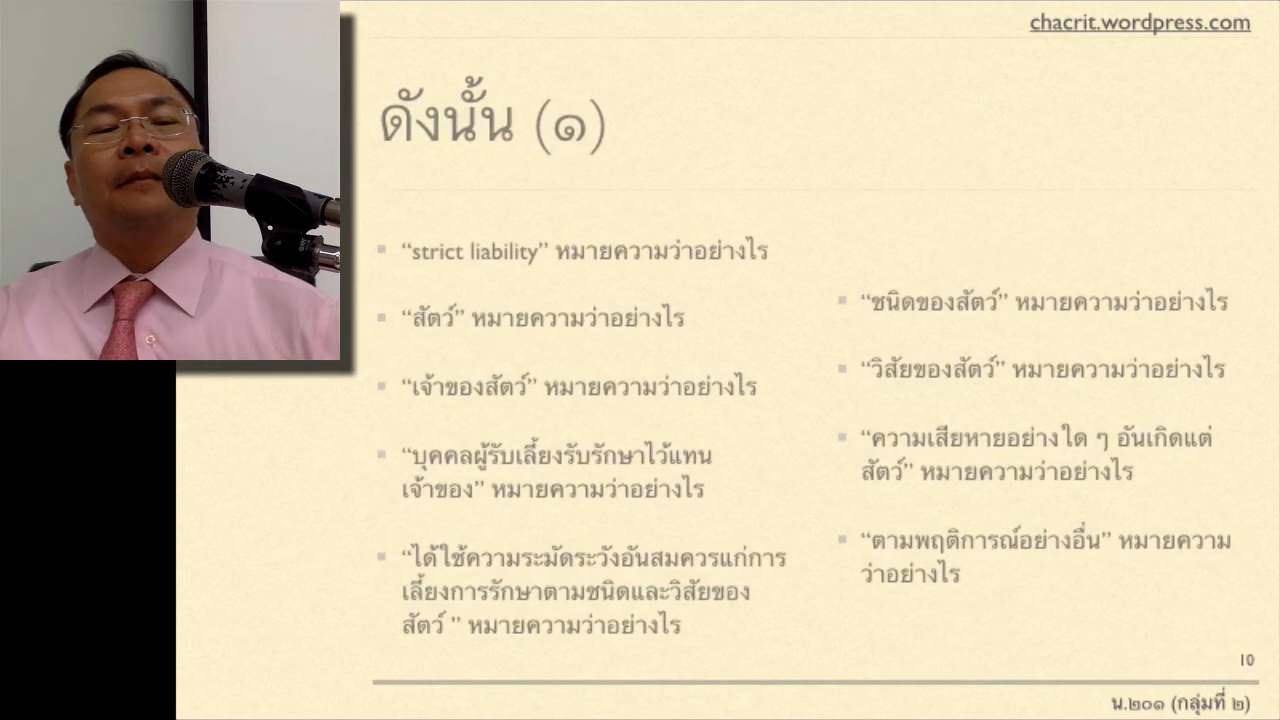 chacrit.wordpress.com
ดังนั้น (๑)
“strict liability” หมายความว่าอย่างไร
“สัตว์” หมายความว่าอย่างไร
“เจ้าของสัตว์” หมายความว่าอย่างไร
“บุคคลผู้รับเลี้ยงรับรักษาไว้แทน
เจ้าของ” หมายความว่าอย่างไร
“ได้ใช้ความระมัดระวังอันสมควรแก่การ
เลี้ยงการรักษาตามชนิดและวิสัยของ
สัตว์ ” หมายความว่าอย่างไร
“ชนิดของสัตว์” หมายความว่าอย่างไร
“วิสัยของสัตว์” หมายความว่าอย่างไร
“ความเสียหายอย่างใด ๆ อันเกิดแต่
สัตว์” หมายความว่าอย่างไร
“ตามพฤติการณ์อย่างอื่น” หมายความ
ว่าอย่างไร
10
น.๒๐๑ (กลุ่มที่ ๒)